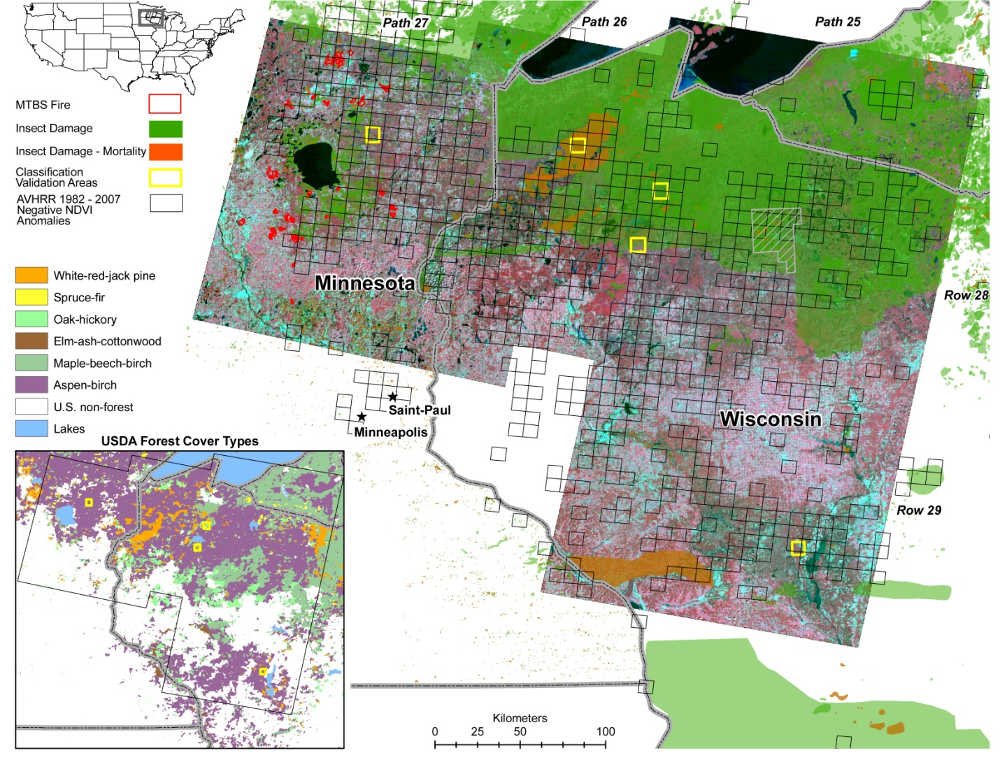 Path 27
Path 26
Path 25
MTBS Fire
Insect Damage
Insect Damage - Mortality
Classification
Validation Areas
AVHRR 1982 - 2007
Negative NDVI
Anomalies
White-red-jack pine
Spruce-fir
Oak-hickory
Elm-ash-cottonwood
Maple-beech-birch
Aspen-birch
U.S. non-forest
Lakes
USDA Forest Cover Types
Minnesota
Saint-Paul
Minneapolis
Wisconsin
Row 28
Row 29
Kilometers
0 25 50 100